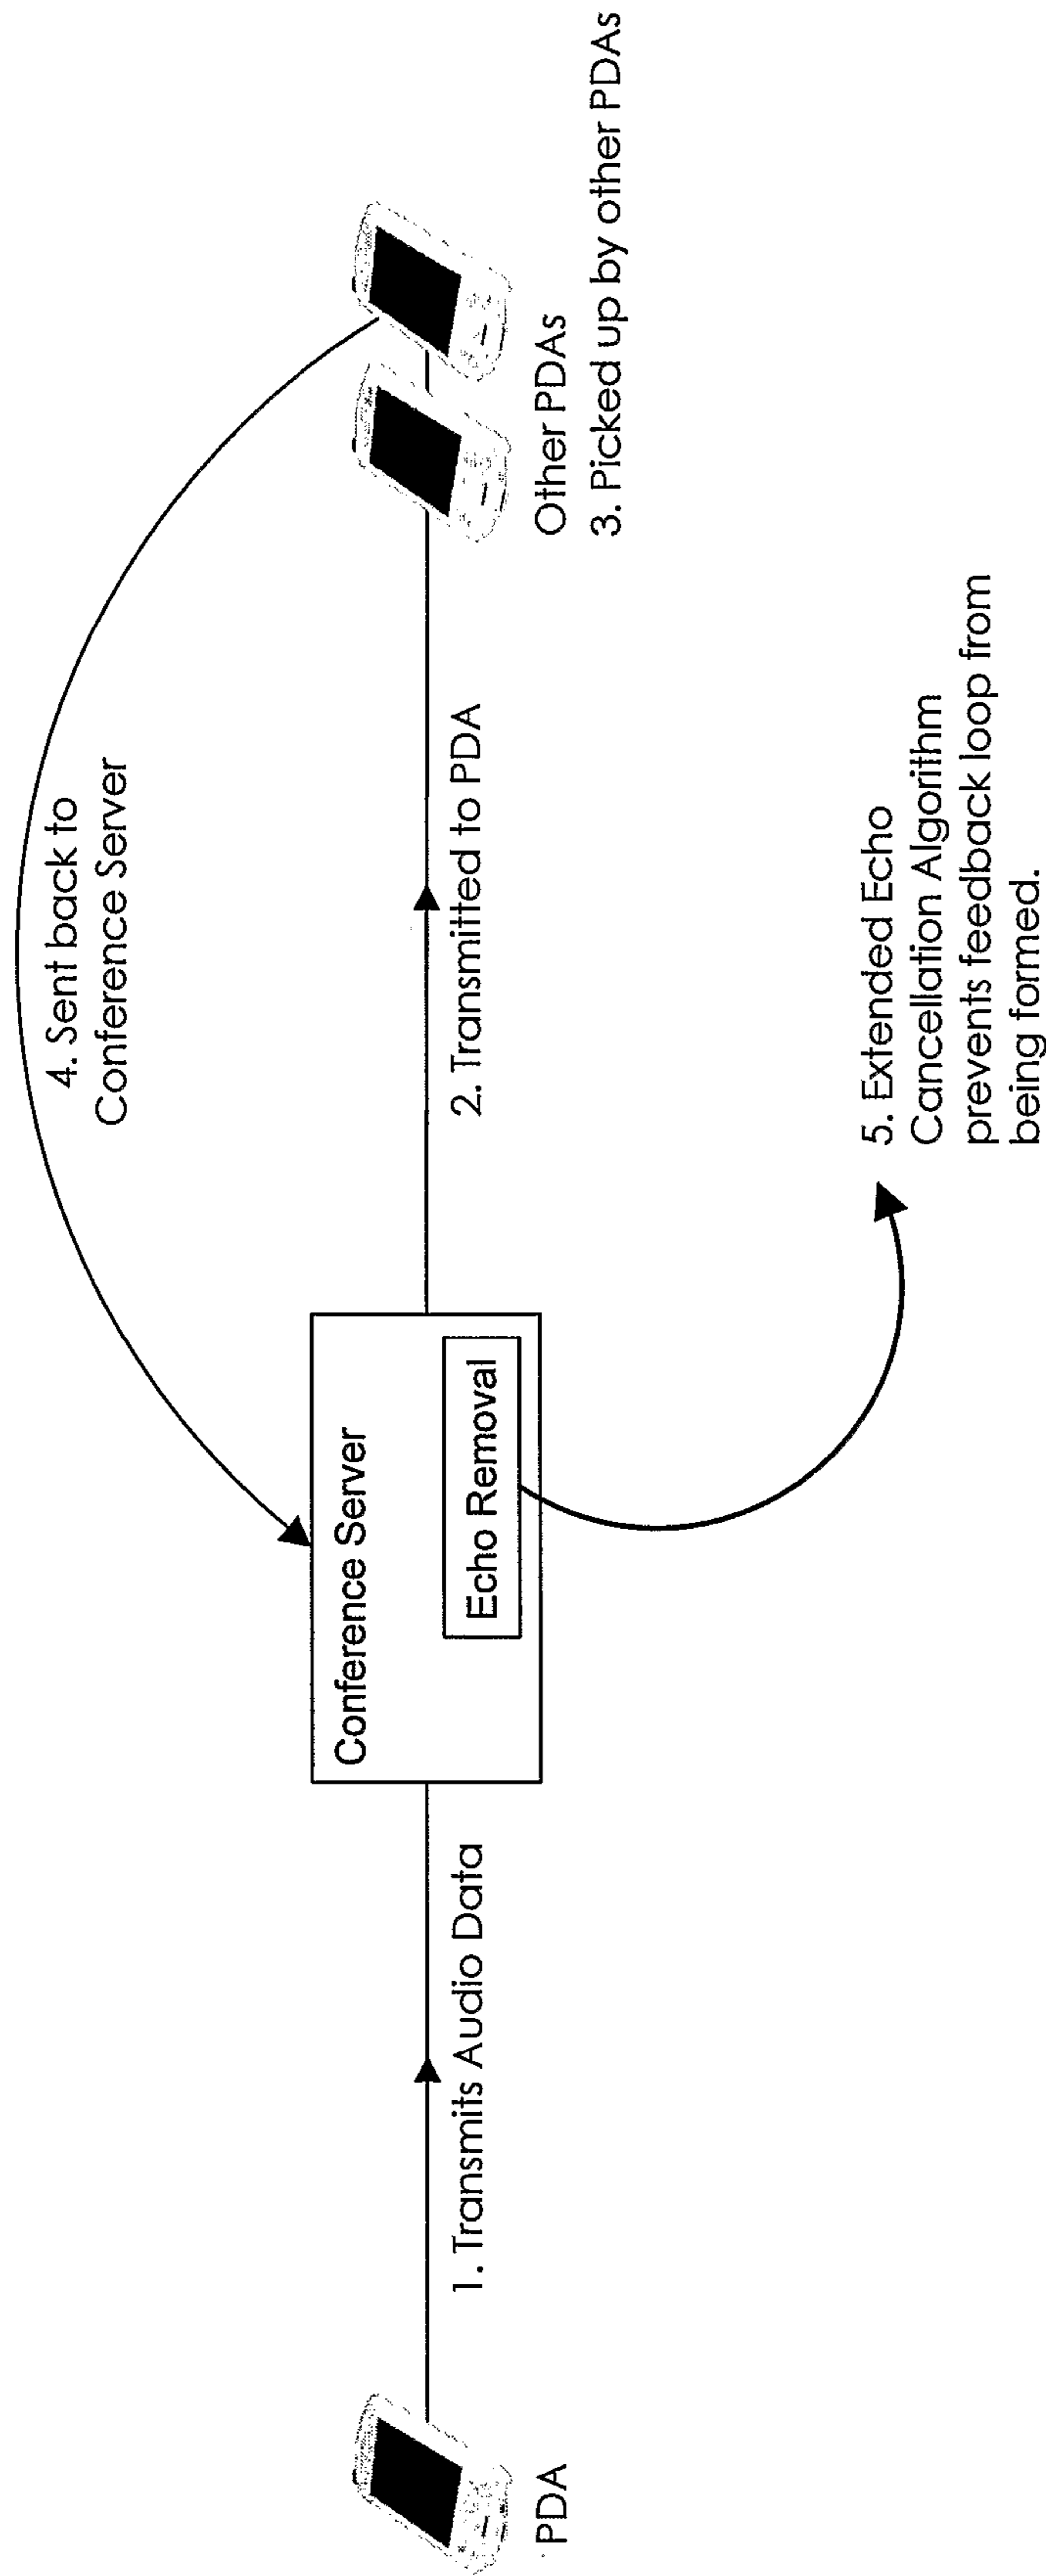 4. Sent back to
Conference Server
Conference Server
Echo Removal
PDA
1. Transmits Audio Data
2. Transmitted to PDA
Other PDAs
3. Picked up by other PDAs
5. Extended Echo
Cancellation Algorithm
prevents feedback loop from
being formed.